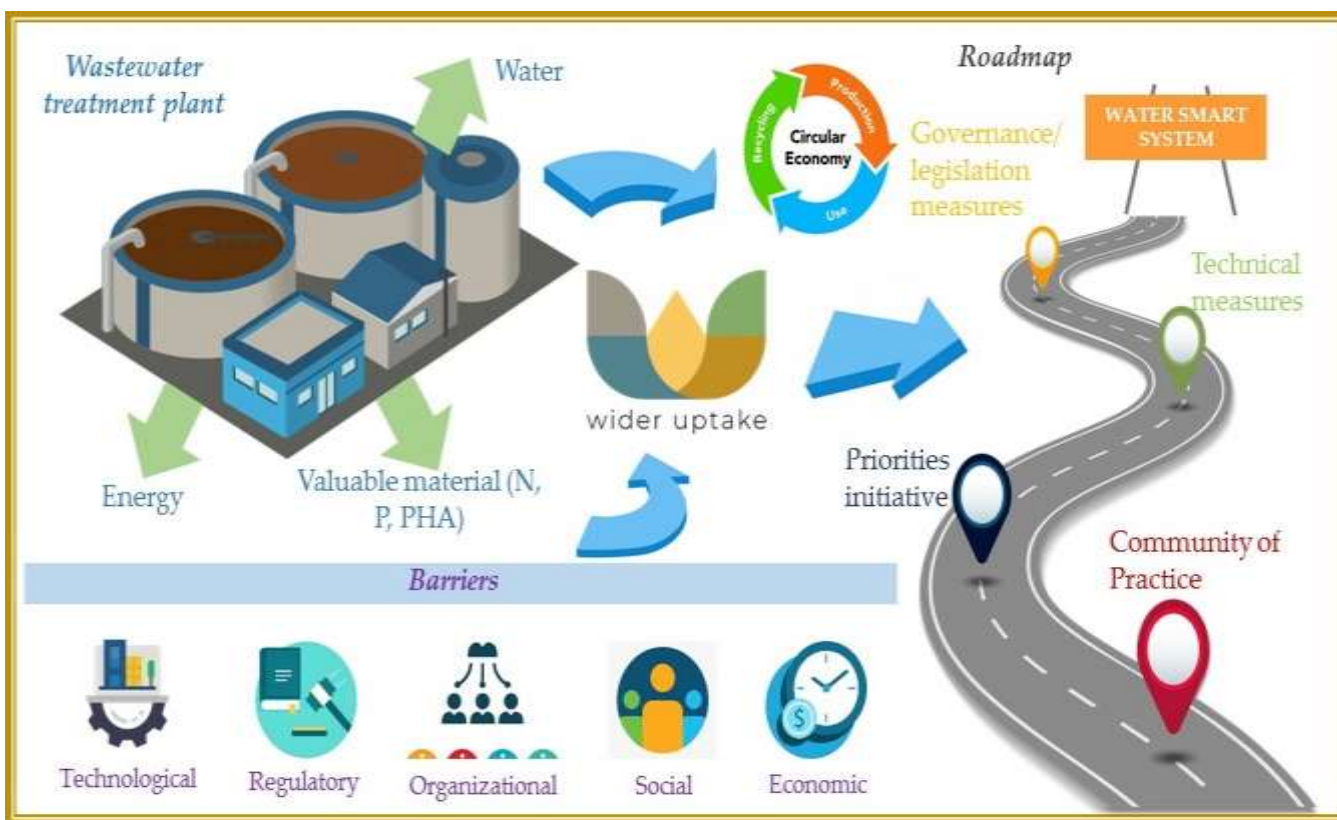 Wastewater
treatment plant
Water
Energy
Valuable material (N,
P, PHA)
Recycling
Production
Use
Circular
Economy
wider uptake
Roadmap
WATER SMART
SYSTEM
Governance/
legislation
measures
Technical
measures
Priorities
initiative
Community of
Practice
Barriers
Technological
Regulatory
Organizational
Social
Economic
$